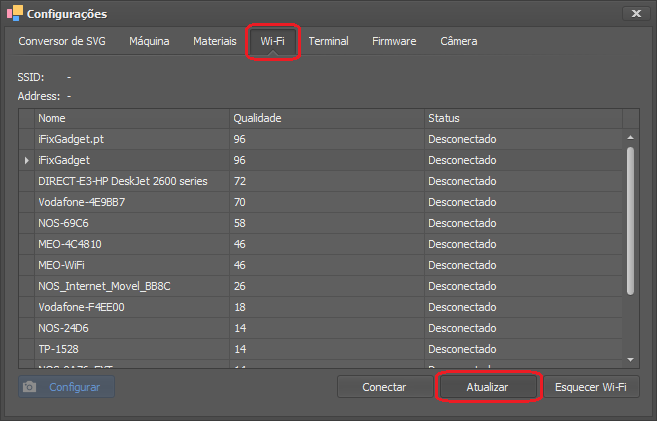 Configurações
Conversor de SVG Máquina Materiais Wi-Fi Terminal Firmware Câmera
SSID: -
Address: -
Nome Qualidade Status
iFixGadget.pt 96 Desconectado
iFixGadget 96 Desconectado
DIRECT-E3-HP DeskJet 2600 series 72 Desconectado
Vodafone-4E9BB7 70 Desconectado
NOS-69C6 58 Desconectado
MEO-4C4810 46 Desconectado
MEO-WiFi 46 Desconectado
NOS_Internet_Movel_BB8C 26 Desconectado
Vodafone-F4EE00 18 Desconectado
NOS-24D6 14 Desconectado
TP-1528 14 Desconectado
Configurar Conectar Atualizar Esquecer Wi-Fi